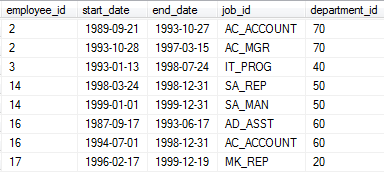 employee_id start_date end_date job_id department_id
2 1989-09-21 1993-10-27 AC_ACCOUNT 70
2 1993-10-28 1997-03-15 AC_MGR 70
3 1993-01-13 1998-07-24 IT_PROG 40
14 1998-03-24 1998-12-31 SA_REP 50
14 1999-01-01 1999-12-31 SA_MAN 50
16 1987-09-17 1993-06-17 AD_ASST 60
16 1994-07-01 1998-12-31 AC_ACCOUNT 60
17 1996-02-17 1999-12-19 MK_REP 20